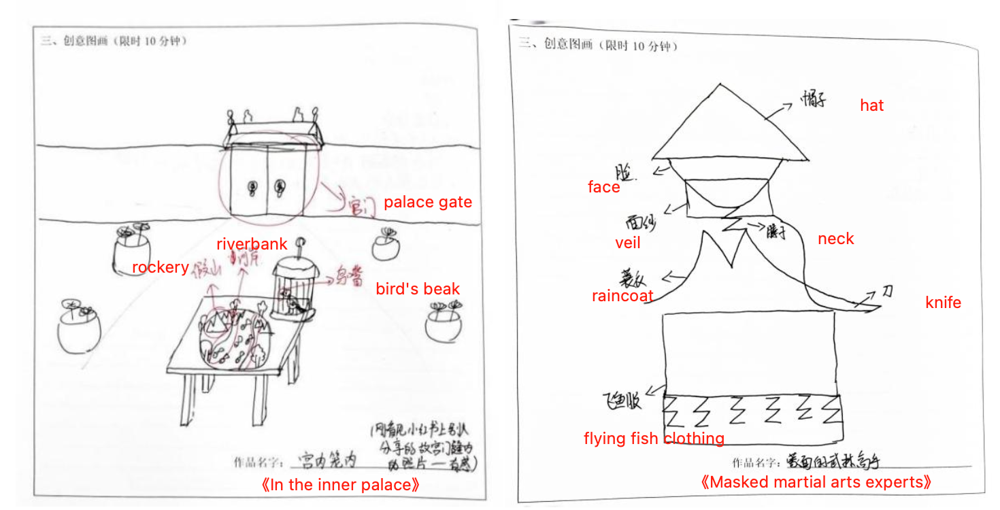 三、创意图画（限时 10 分钟）
宫门
palace gate
riverbank
rockery
假山
河岸
鸟嘴
bird's beak
(刚看见小红书上别人
分享的故宫门缝内
的照片一有感)
作品名字：宫内笼内
《In the inner palace》
三、创意图画（限时 10 分钟）
帽子
hat
脸
face
面纱
veil
脖子
neck
蓑衣
raincoat
刀
knife
飞鱼服
flying fish clothing
作品名字：蒙面的武林高手
《Masked martial arts experts》